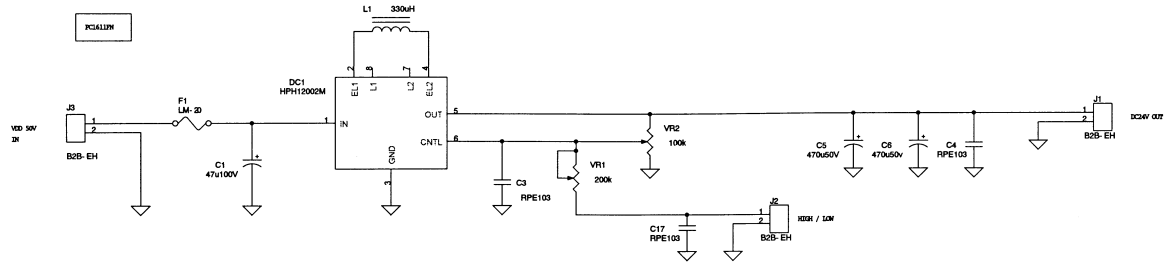 L1 330uH
PC1611PN
2 8 7 4
EL1 L1 L2 EL2
DC1
HPH12002M
J3
F1
LM-20
J1
VDD 50V
IN
1
2
1 IN
OUT 5
1
2
DC24V OUT
B2B-EH
C1
47u100V
CNTL 6
GND
3
VR2
100k
C5
470u50V
C6
470u50v
C4
RPE103
B2B-EH
C3
RPE103
VR1
200k
J2
1
2
HIGH / LOW
C17
RPE103
B2B-EH